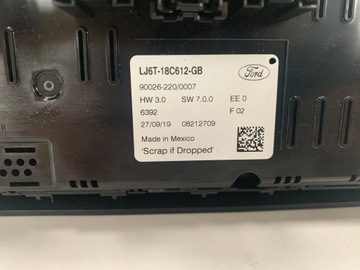 LJ6T-18C612-GB
Ford
90026-220/0007
HW 3.0 SW 7.0.0 EE 0
6392 F 02
27/09/19 08212709
Made in Mexico
'Scrap if Dropped'